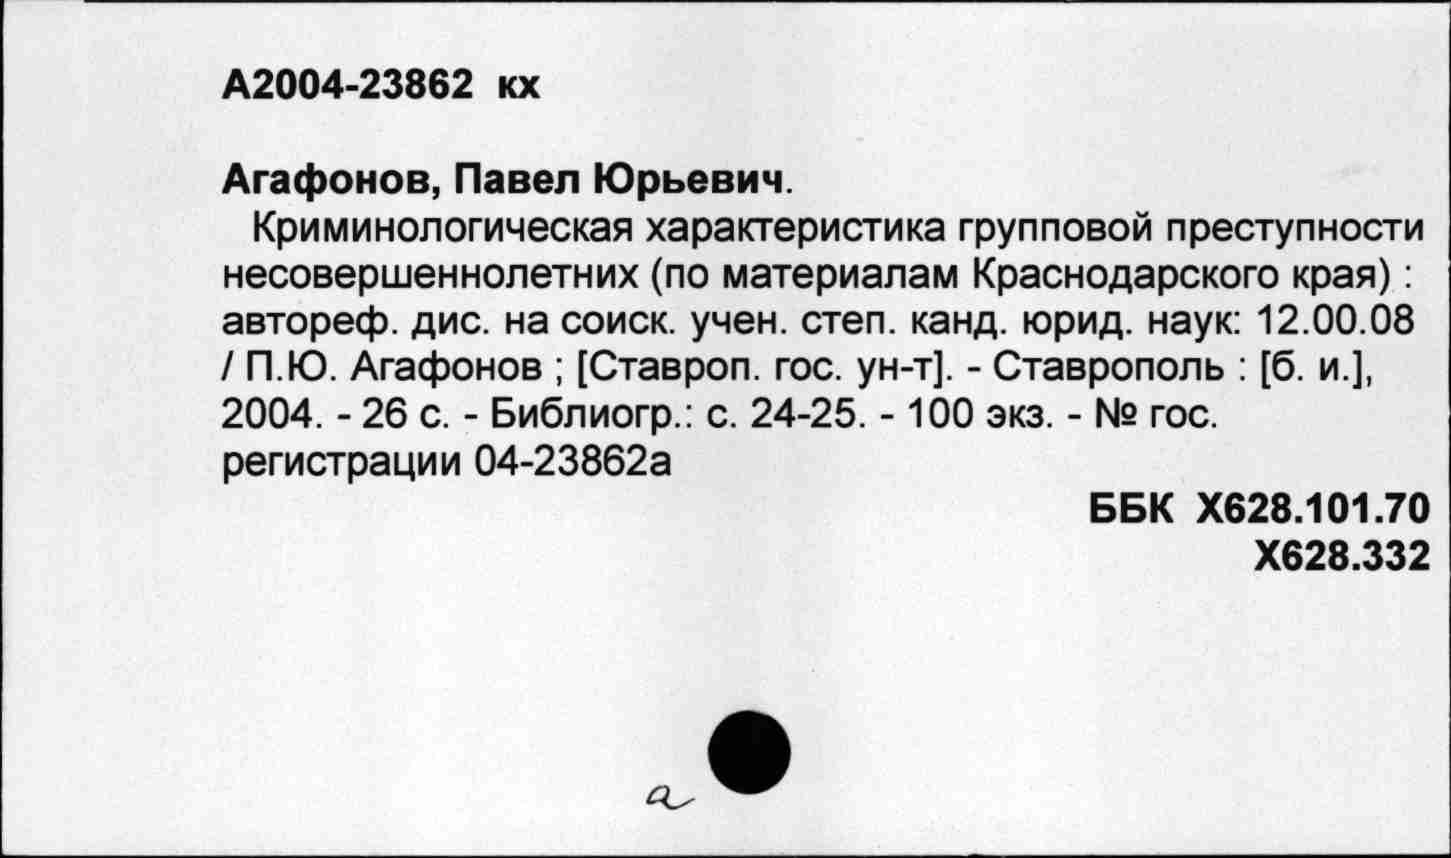 А2004-23862 кх
Агафонов, Павел Юрьевич.
Криминологическая характеристика групповой преступности
несовершеннолетних (по материалам Краснодарского края) :
автореф. дис. на соиск. учен. степ. канд. юрид. наук: 12.00.08
/ П.Ю. Агафонов ; [Ставроп. гос. ун-т]. - Ставрополь : [б. и.],
2004. - 26 с. - Библиогр.: с. 24-25. - 100 экз. - № гос.
регистрации 04-23862а
ББК Х628.101.70
Х628.332
а